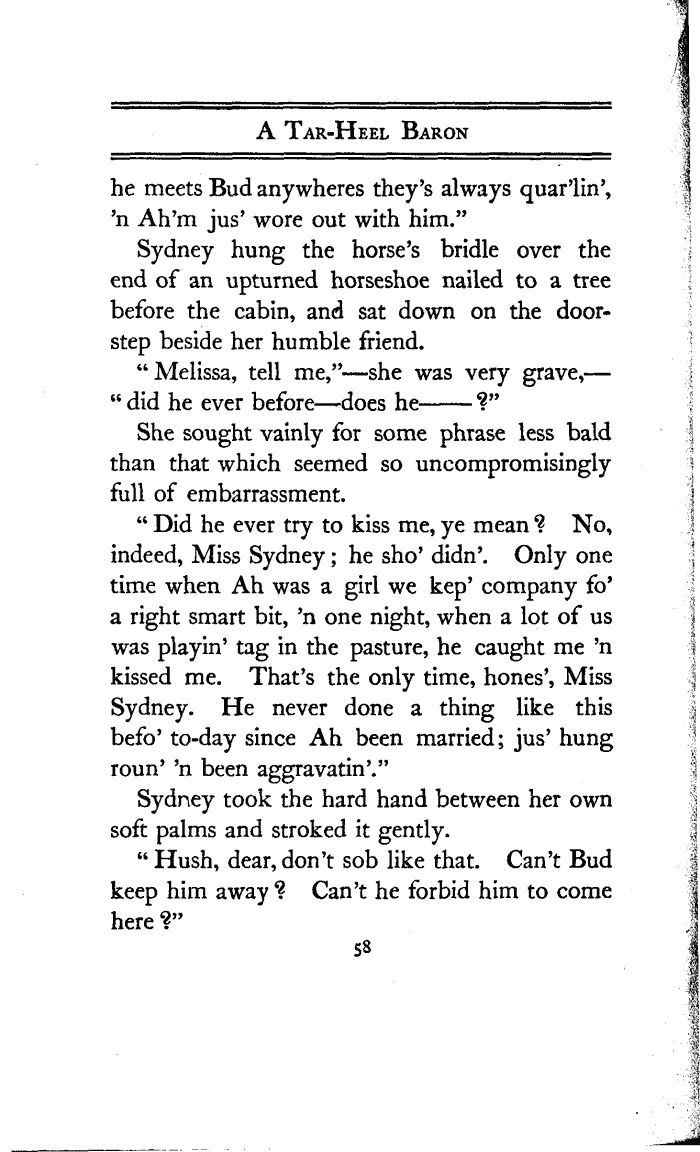 A Tar-Heel Baron
he meets Bud anywheres they's always quar'lin',
'n Ah'm jus' wore out with him."
Sydney hung the horse's bridle over the
end of an upturned horseshoe nailed to a tree
before the cabin, and sat down on the door-
step beside her humble friend.
"Melissa, tell me,"—she was very grave,—
"did he ever before—does he——?"
She sought vainly for some phrase less bald
than that which seemed so uncompromisingly
full of embarrassment.
"Did he ever try to kiss me, ye mean? No,
indeed, Miss Sydney; he sho' didn'. Only one
time when Ah was a girl we kep' company fo'
a right smart bit, 'n one night, when a lot of us
was playin' tag in the pasture, he caught me 'n
kissed me. That's the only time, hones', Miss
Sydney. He never done a thing like this
befo' to-day since Ah been married; jus' hung
roun' 'n been aggravatin'."
Sydney took the hard hand between her own
soft palms and stroked it gently.
"Hush, dear, don't sob like that. Can't Bud
keep him away? Can't he forbid him to come
here?"
58